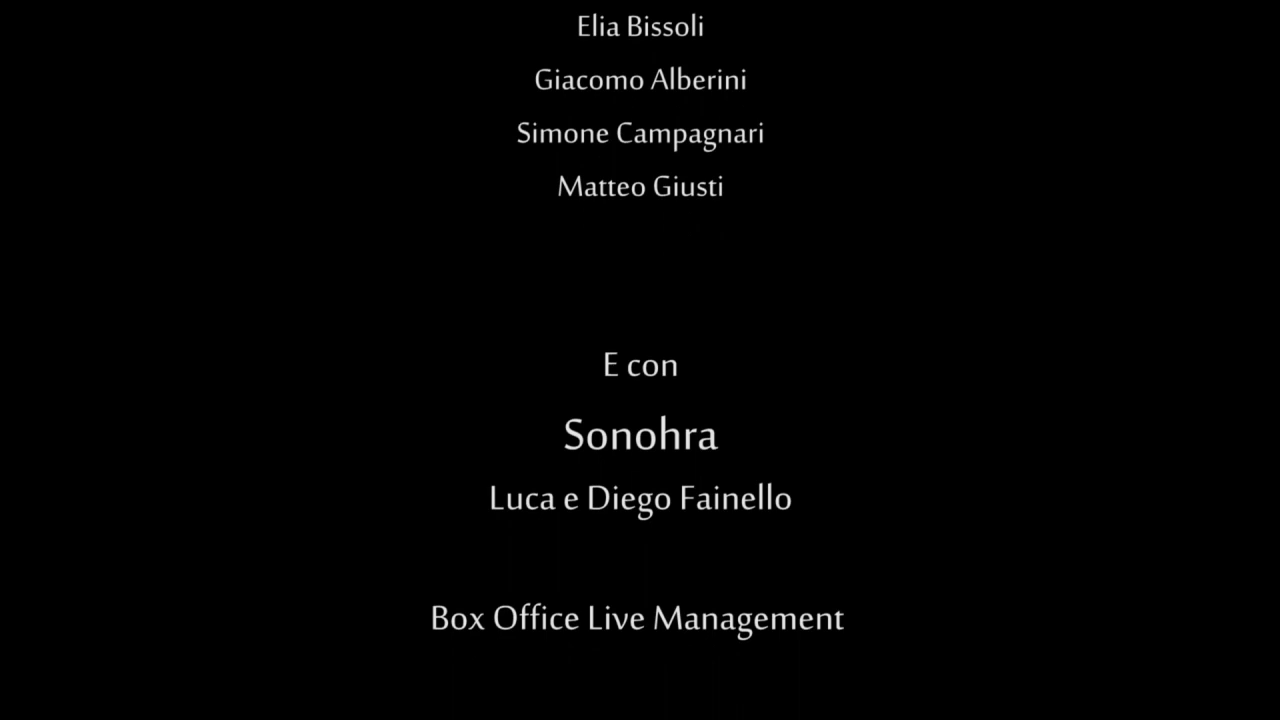 Elia Bissoli
Giacomo Alberini
Simone Campagnari
Matteo Giusti
E con
Sonohra
Luca e Diego Fainello
Box Office Live Management